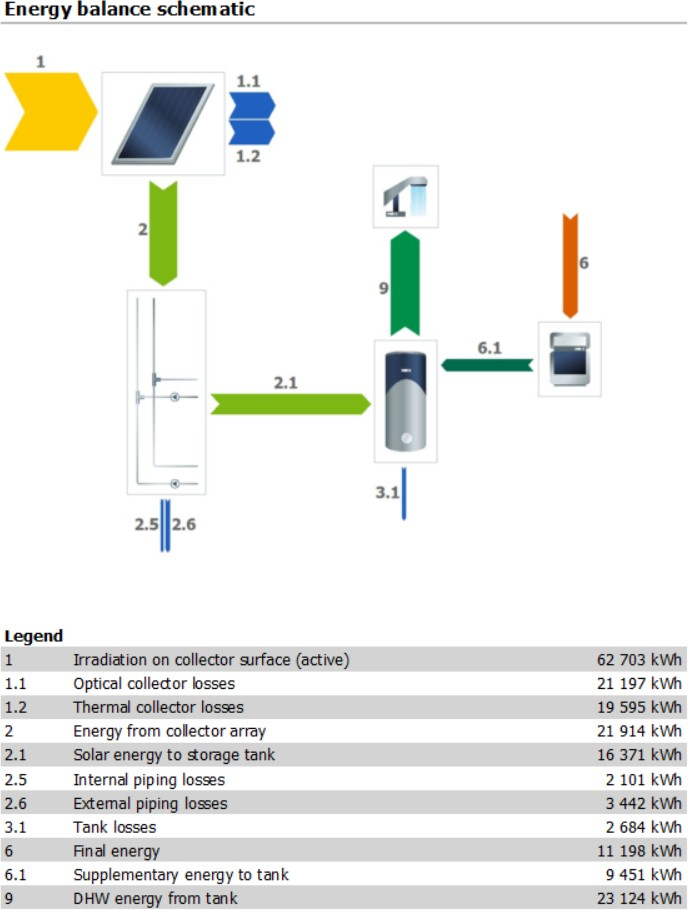 Energy balance schematic
1
1.1
1.2
2
9
6
6.1
2.1
3.1
2.5 2.6
Legend
1 Irradiation on collector surface (active) 62 703 kWh
1.1 Optical collector losses 21 197 kWh
1.2 Thermal collector losses 19 595 kWh
2 Energy from collector array 21 914 kWh
2.1 Solar energy to storage tank 16 371 kWh
2.5 Internal piping losses 2 101 kWh
2.6 External piping losses 3 442 kWh
3.1 Tank losses 2 684 kWh
6 Final energy 11 198 kWh
6.1 Supplementary energy to tank 9 451 kWh
9 DHW energy from tank 23 124 kWh